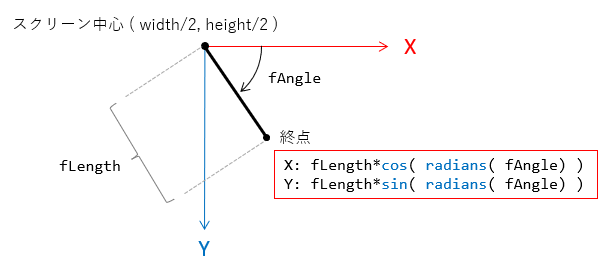 スクリーン中心 ( width/2, height/2 )
X
fAngle
終点
fLength
X: fLength*cos( radians( fAngle) )
Y: fLength*sin( radians( fAngle) )
Y